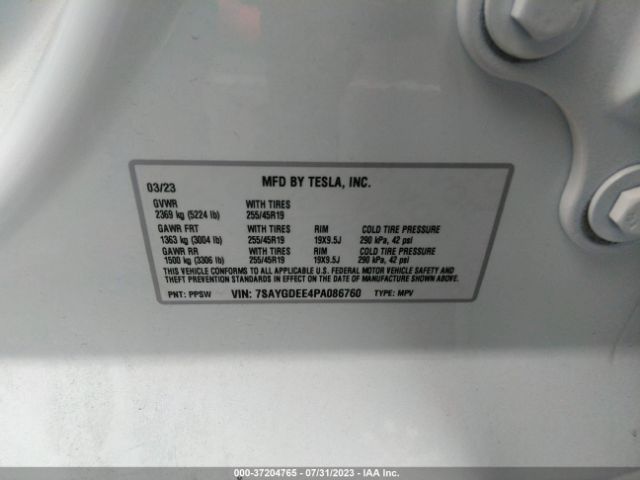 03/23 MFD BY TESLA, INC.
GVWR WITH TIRES
2369 kg (5224 lb) 255/45R19
GAWR FRT WITH TIRES RIM COLD TIRE PRESSURE
1363 kg (3004 lb) 255/45R19 19X9.5J 290 kPa, 42 psi
GAWR RR WITH TIRES RIM COLD TIRE PRESSURE
1500 kg (3306 lb) 255/45R19 19X9.5J 290 kPa, 42 psi
THIS VEHICLE CONFORMS TO ALL APPLICABLE U.S. FEDERAL MOTOR VEHICLE SAFETY AND
THEFT PREVENTION STANDARDS IN EFFECT ON THE DATE OF MANUFACTURE SHOWN ABOVE.
PNT: PPSW VIN: 7SAYGDEE4PA086760 TYPE: MPV
000-37204765 - 07/31/2023 - IAA Inc.